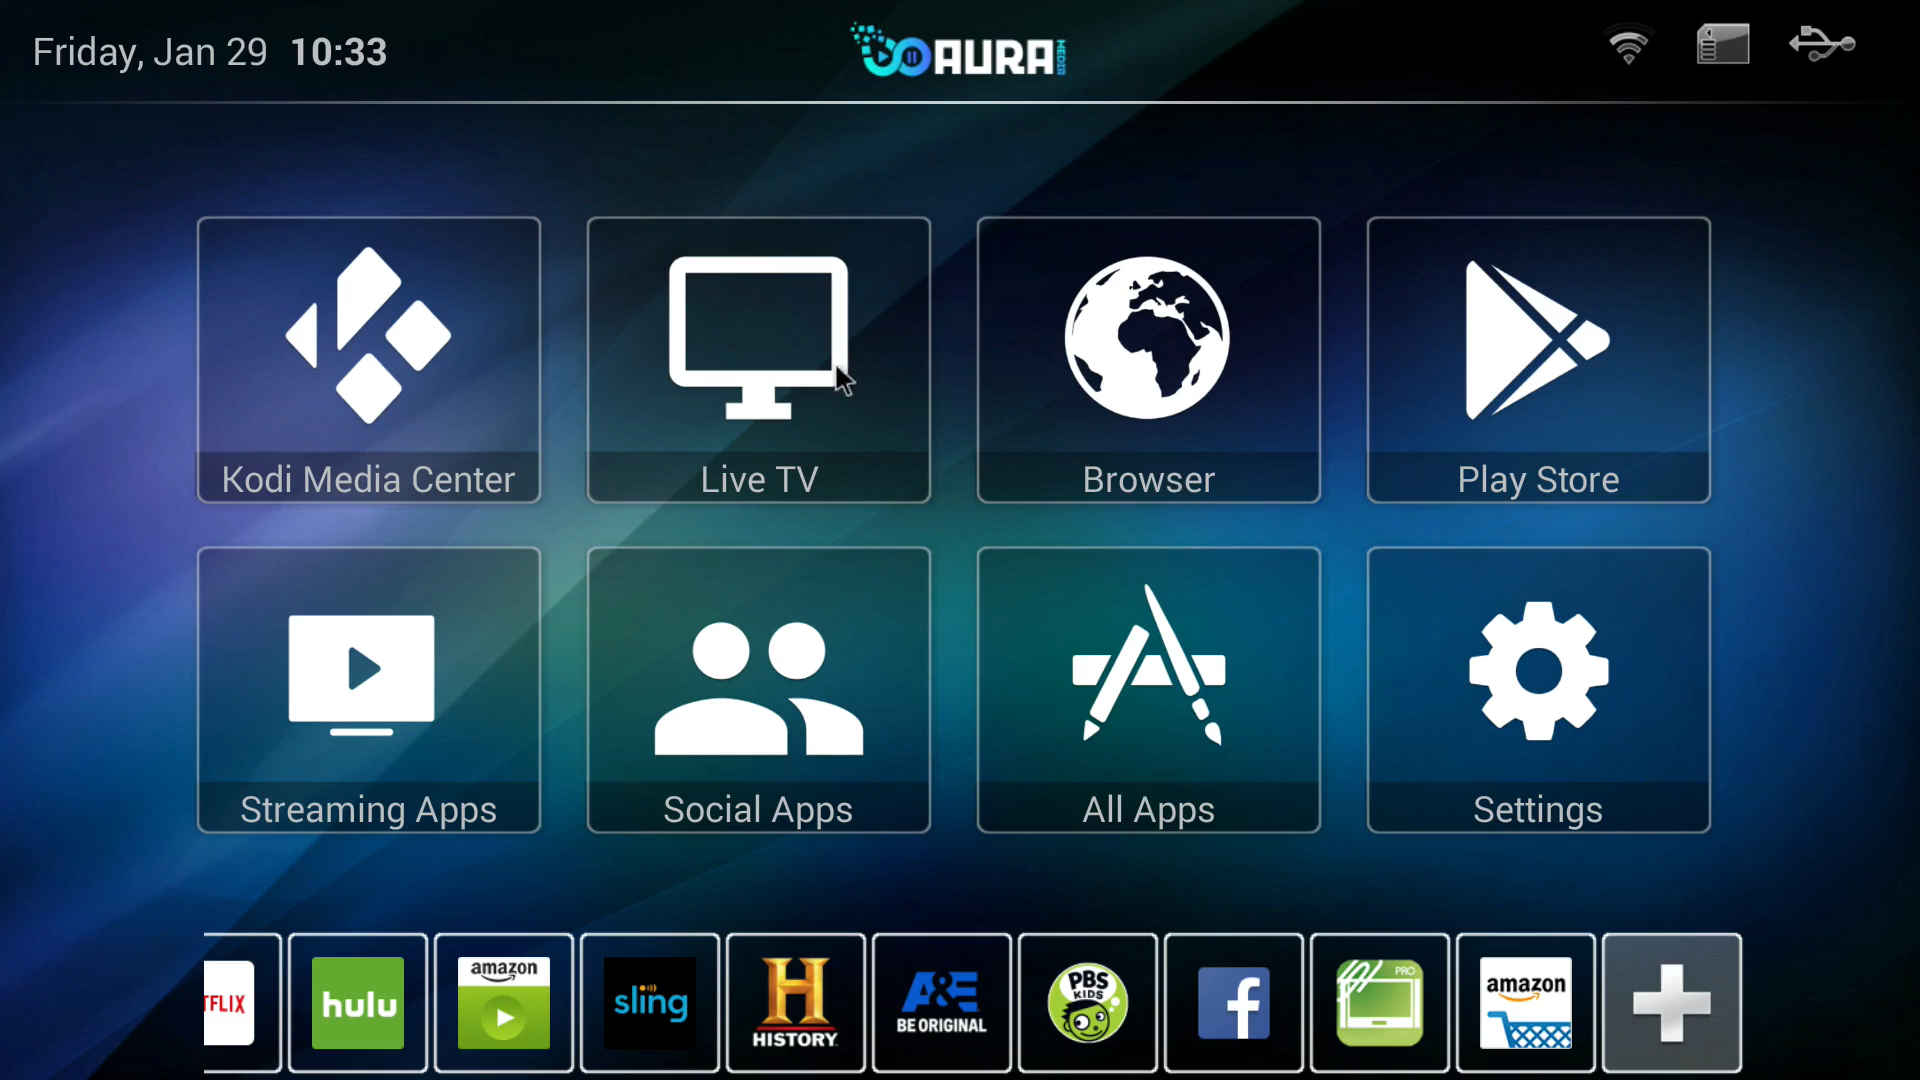 Friday, Jan 29 10:33
AURA
MEDIA
Kodi Media Center
Live TV
Browser
Play Store
Streaming Apps
Social Apps
All Apps
Settings
TFLIX
hulu
amazon
sling
H
HISTORY
A&E
BE ORIGINAL
PBS
KIDS
f
PRO
amazon